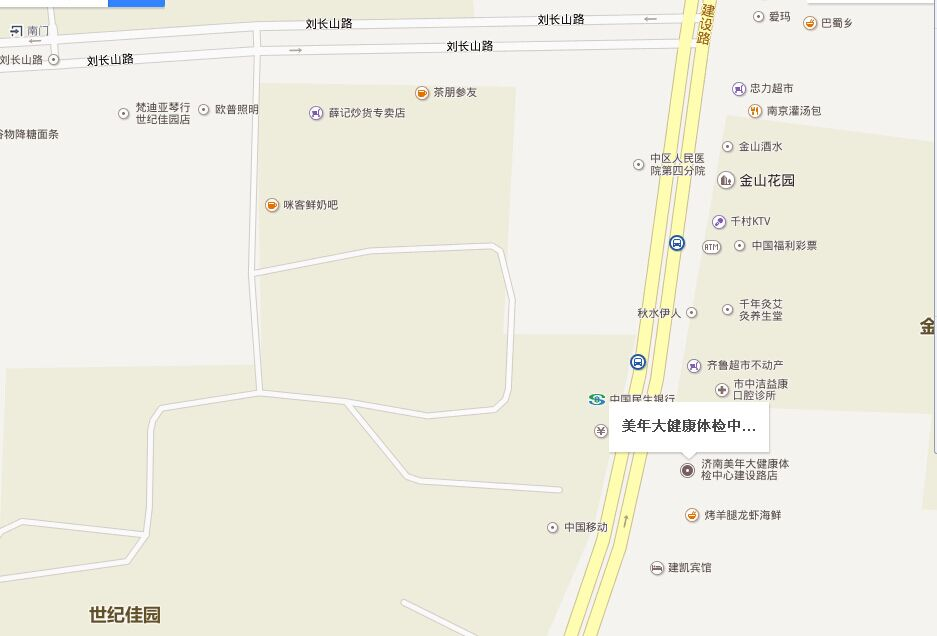 建设路
刘长山路
刘长山路
爱玛
巴蜀乡
南门
刘长山路
刘长山路
刘长山路
忠力超市
茶朋参友
梵迪亚琴行
世纪佳园店
欧普照明
薛记炒货专卖店
南京灌汤包
谷物降糖面条
金山酒水
中区人民医
院第四分院
金山花园
咪客鲜奶吧
千村KTV
ATM
中国福利彩票
秋水伊人
千年灸艾
灸养生堂
金
齐鲁超市不动产
市中洁益康
口腔诊所
中国民生银行
¥
美年大健康体检中...
济南美年大健康体
检中心建设路店
烤羊腿龙虾海鲜
中国移动
建凯宾馆
世纪佳园